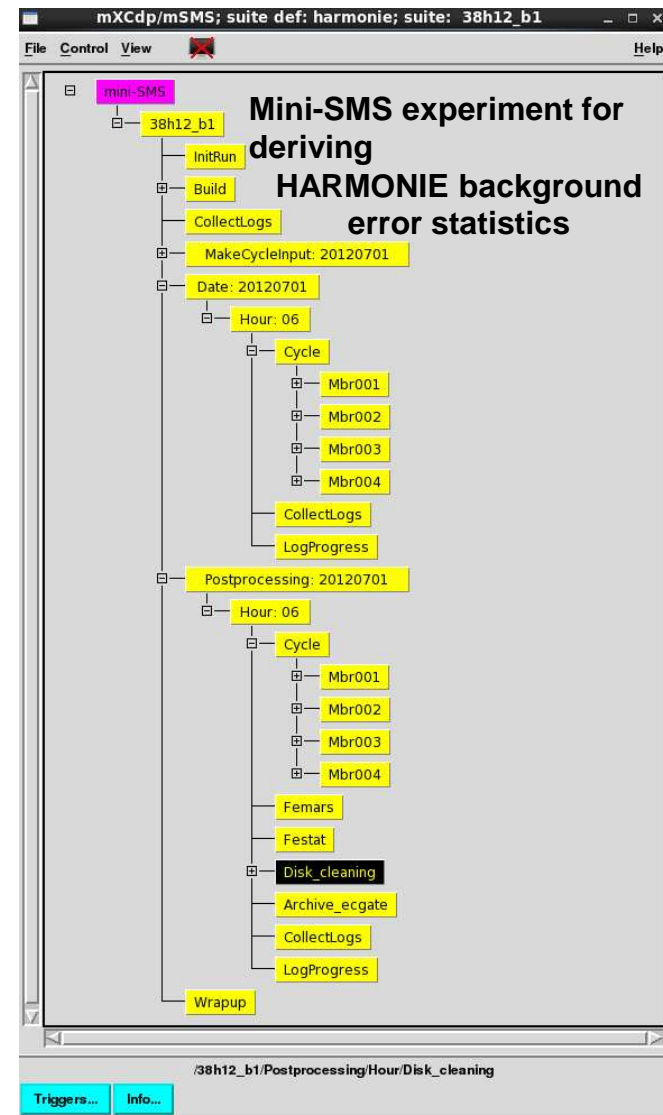 mXCdp/mSMS; suite def: harmonie; suite: 38h12_b1
File Control View Help
mini-SMS
Mini-SMS experiment for
38h12_b1
deriving
InitRun
HARMONIE background
Build
error statistics
CollectLogs
MakeCycleInput: 20120701
Date: 20120701
Hour: 06
Cycle
Mbr001
Mbr002
Mbr003
Mbr004
CollectLogs
LogProgress
Postprocessing: 20120701
Hour: 06
Cycle
Mbr001
Mbr002
Mbr003
Mbr004
Femars
Festat
Disk_cleaning
Archive_ecgate
CollectLogs
LogProgress
Wrapup
/38h12_b1/Postprocessing/Hour/Disk_cleaning
Triggers... Info...